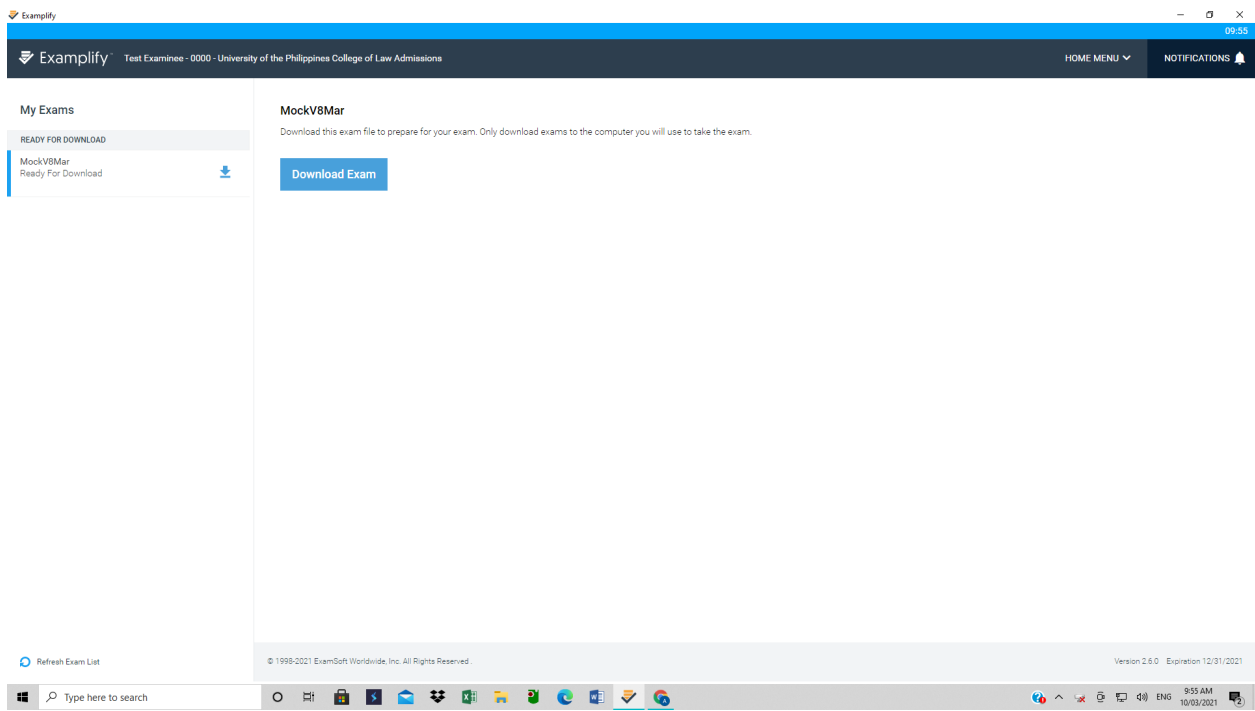 Examplify
09:55
Examplify Test Examinee - 0000 - University of the Philippines College of Law Admissions HOME MENU NOTIFICATIONS
My Exams
READY FOR DOWNLOAD
MockV8Mar
Ready For Download
MockV8Mar
Download this exam file to prepare for your exam. Only download exams to the computer you will use to take the exam.
Download Exam
Refresh Exam List
© 1998-2021 ExamSoft Worldwide, Inc. All Rights Reserved .
Version 2.6.0 Expiration 12/31/2021
Type here to search
ENG
9:55 AM
10/03/2021
2